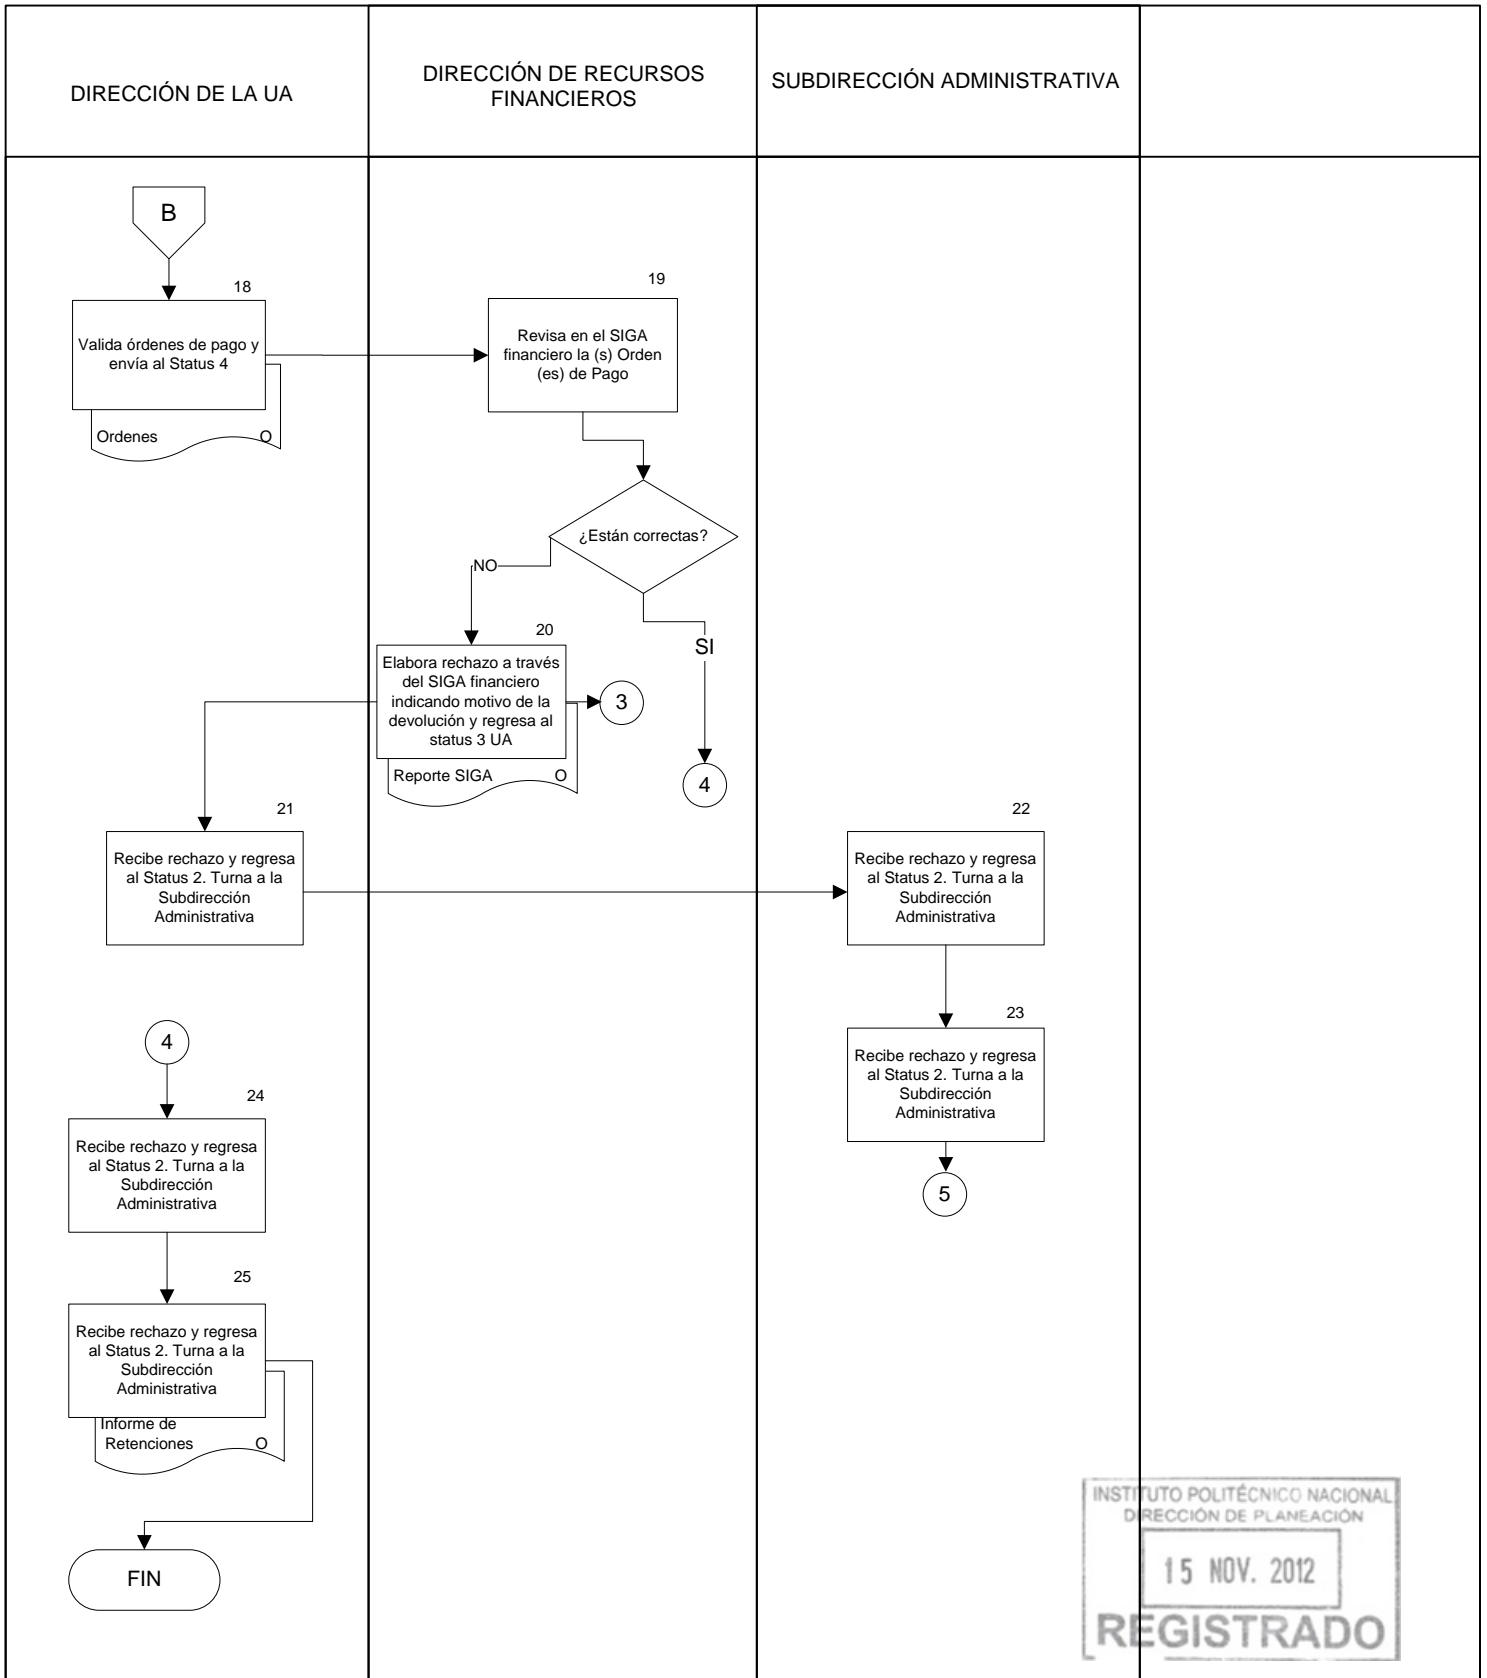 DIRECCIÓN DE LA UA
DIRECCIÓN DE RECURSOS
FINANCIEROS
SUBDIRECCIÓN ADMINISTRATIVA
B
18
Valida órdenes de pago y
envía al Status 4
Ordenes O
19
Revisa en el SIGA
financiero la (s) Orden
(es) de Pago
¿Están correctas?
NO
SI
20
Elabora rechazo a través
del SIGA financiero
indicando motivo de la
devolución y regresa al
status 3 UA
Reporte SIGA O
3
4
21
Recibe rechazo y regresa
al Status 2. Turna a la
Subdirección
Administrativa
22
Recibe rechazo y regresa
al Status 2. Turna a la
Subdirección
Administrativa
23
Recibe rechazo y regresa
al Status 2. Turna a la
Subdirección
Administrativa
5
4
24
Recibe rechazo y regresa
al Status 2. Turna a la
Subdirección
Administrativa
25
Recibe rechazo y regresa
al Status 2. Turna a la
Subdirección
Administrativa
Informe de
Retenciones O
FIN
INSTITUTO POLITÉCNICO NACIONAL
DIRECCIÓN DE PLANEACIÓN
15 NOV. 2012
REGISTRADO